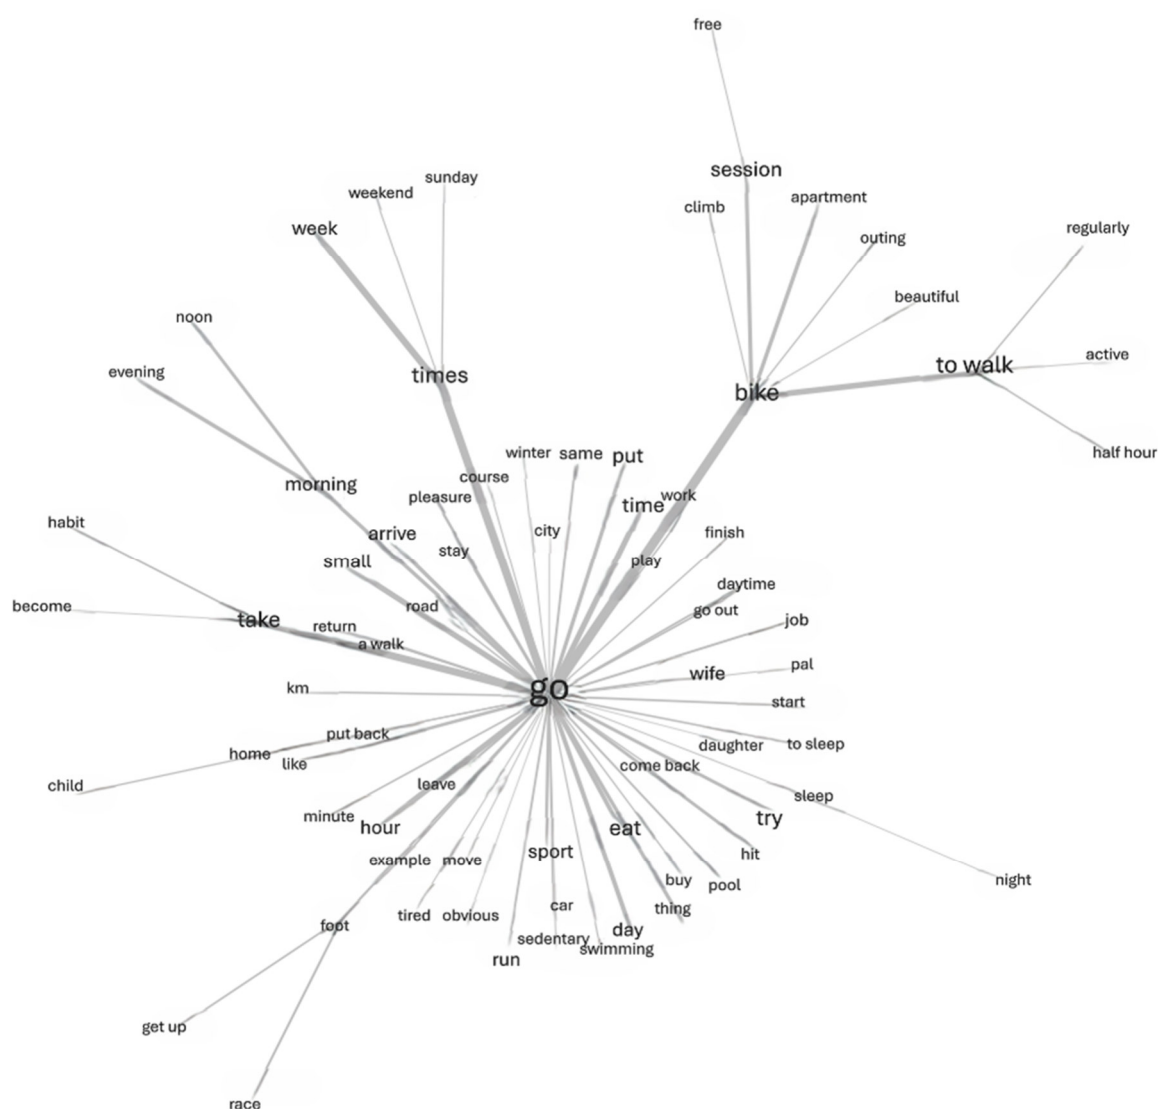 free
session
sunday
weekend
climb
apartment
week
outing
regularly
beautiful
noon
active
to walk
evening
times
bike
half hour
winter
same
put
course
morning
pleasure
work
time
habit
arrive
city
finish
stay
small
play
daytime
become
road
go out
take
return
job
a walk
pal
wife
go
km
start
put back
daughter
to sleep
home
like
come back
child
leave
sleep
minute
try
hour
eat
sport
hit
example
move
night
buy
pool
car
thing
tired
obvious
foot
day
sedentary
swimming
run
get up
race